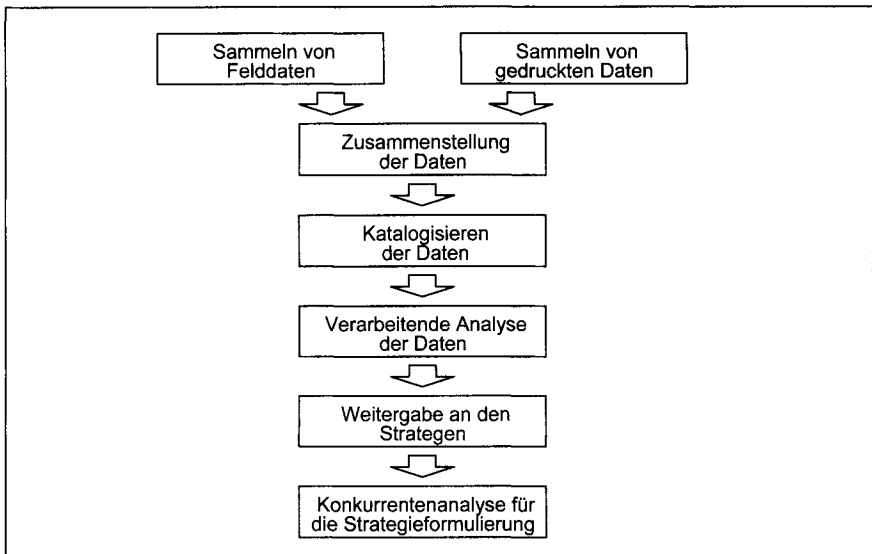 Sammeln von
Felddaten
Sammeln von
gedruckten Daten
Zusammenstellung
der Daten
Katalogisieren
der Daten
Verarbeitende Analyse
der Daten
Weitergabe an den
Strategen
Konkurrentenanalyse für
die Strategieformulierung